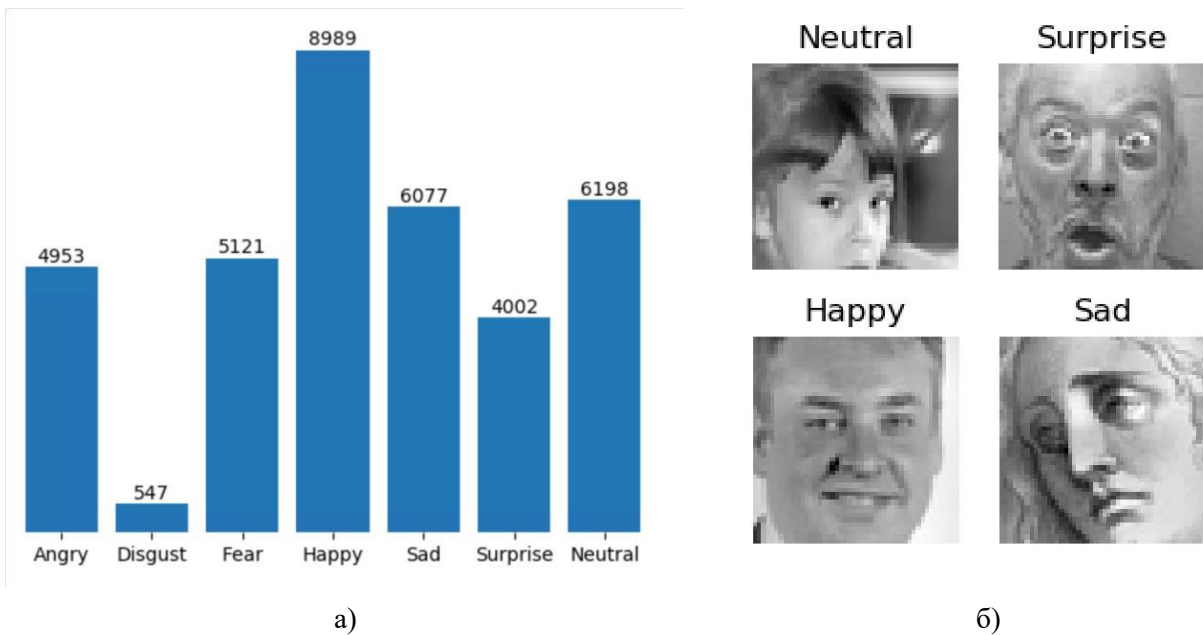 8989
6198
6077
5121
4953
4002
547
Angry Disgust Fear Happy Sad Surprise Neutral
а)
Neutral Surprise
Happy Sad
б)